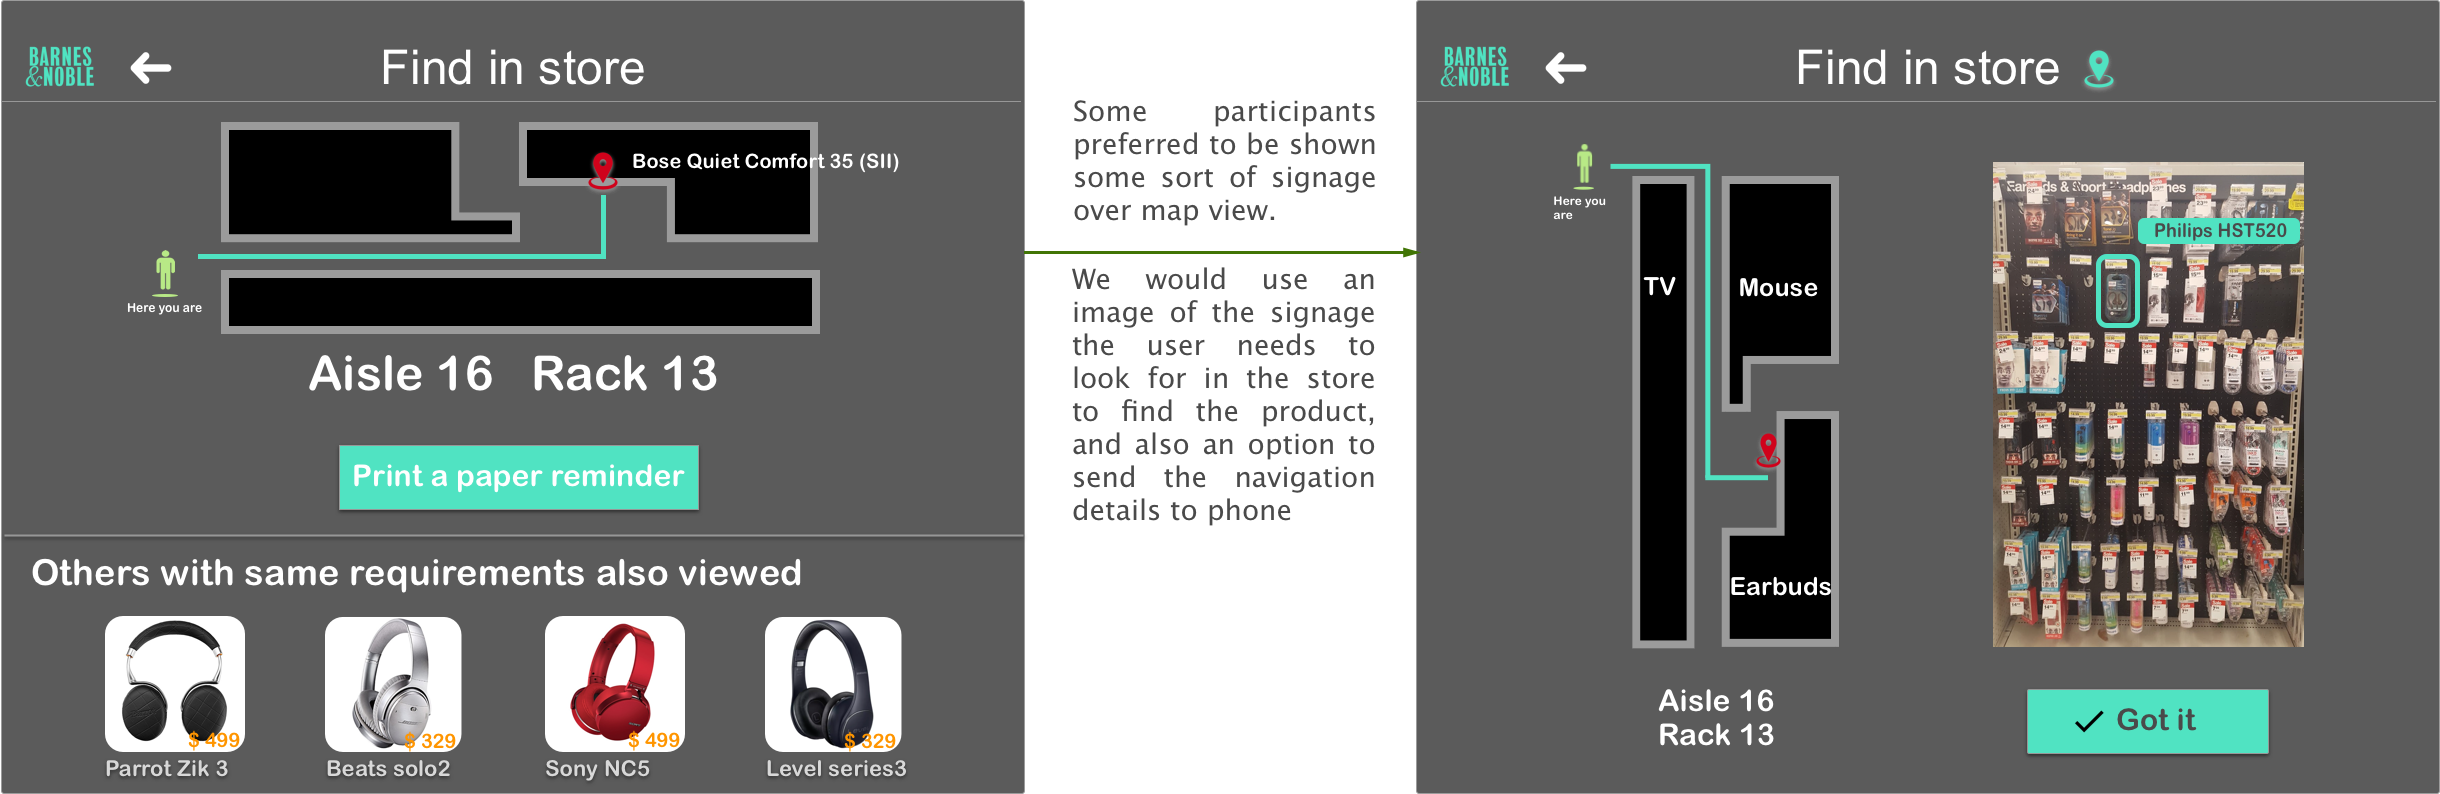 BARNES
&NOBLE
Find in store
Bose Quiet Comfort 35 (SII)
Here you are
Aisle 16 Rack 13
Print a paper reminder
Others with same requirements also viewed
$ 499
$ 329
$ 499
$ 329
Parrot Zik 3
Beats solo2
Sony NC5
Level series3
Some participants
preferred to be shown
some sort of signage
over map view.
We would use an
image of the signage
the user needs to
look for in the store
to find the product,
and also an option to
send the navigation
details to phone
BARNES
&NOBLE
Find in store
Here you
are
TV
Mouse
Earbuds
Aisle 16
Rack 13
Philips HST520
Got it